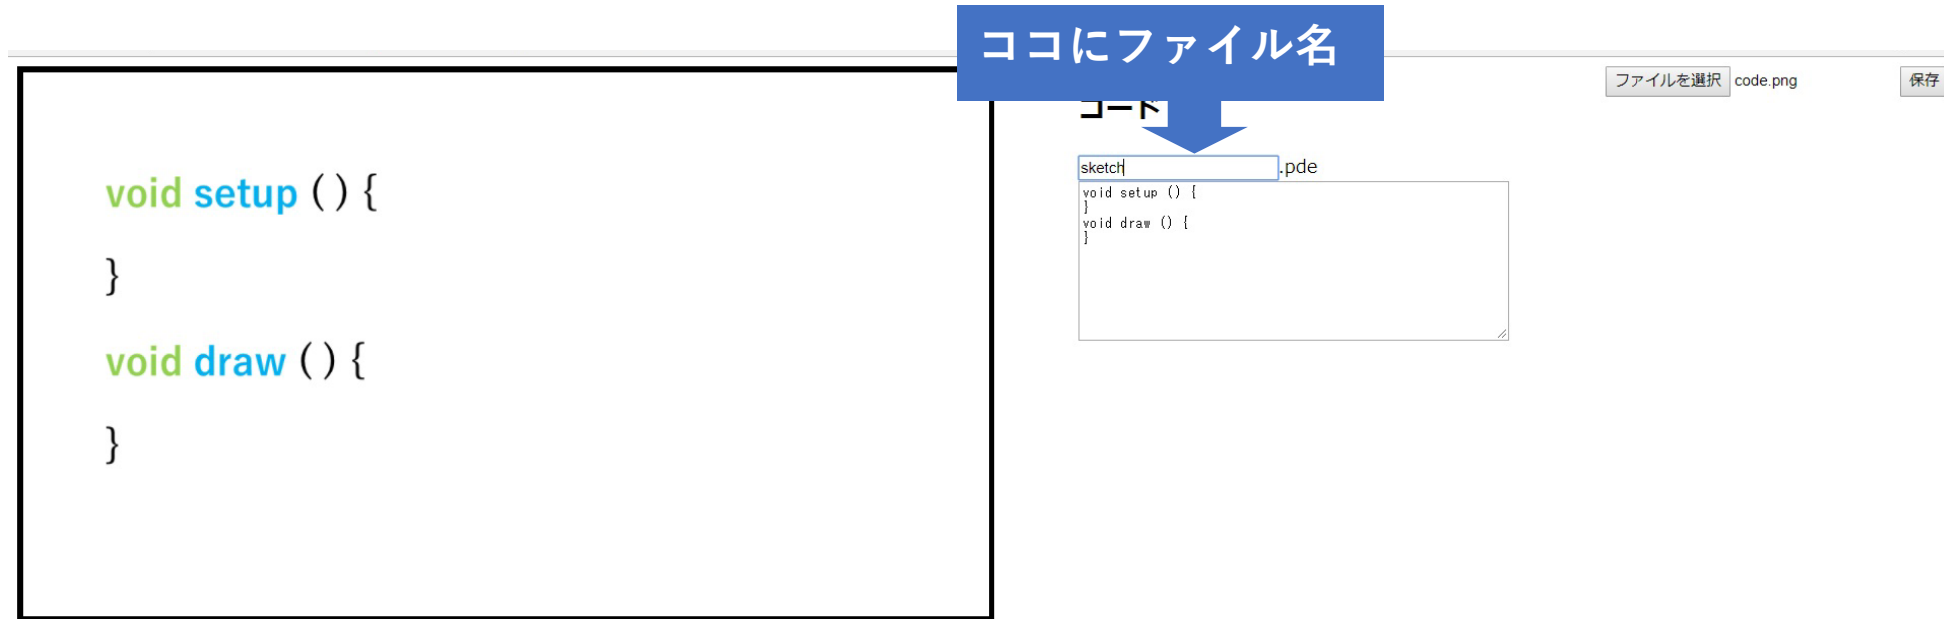 ココにファイル名
ファイルを選択 code.png
保存
コード
sketch .pde
void setup () {
}
void draw () {
}
void setup ( ) {
}
void draw ( ) {
}